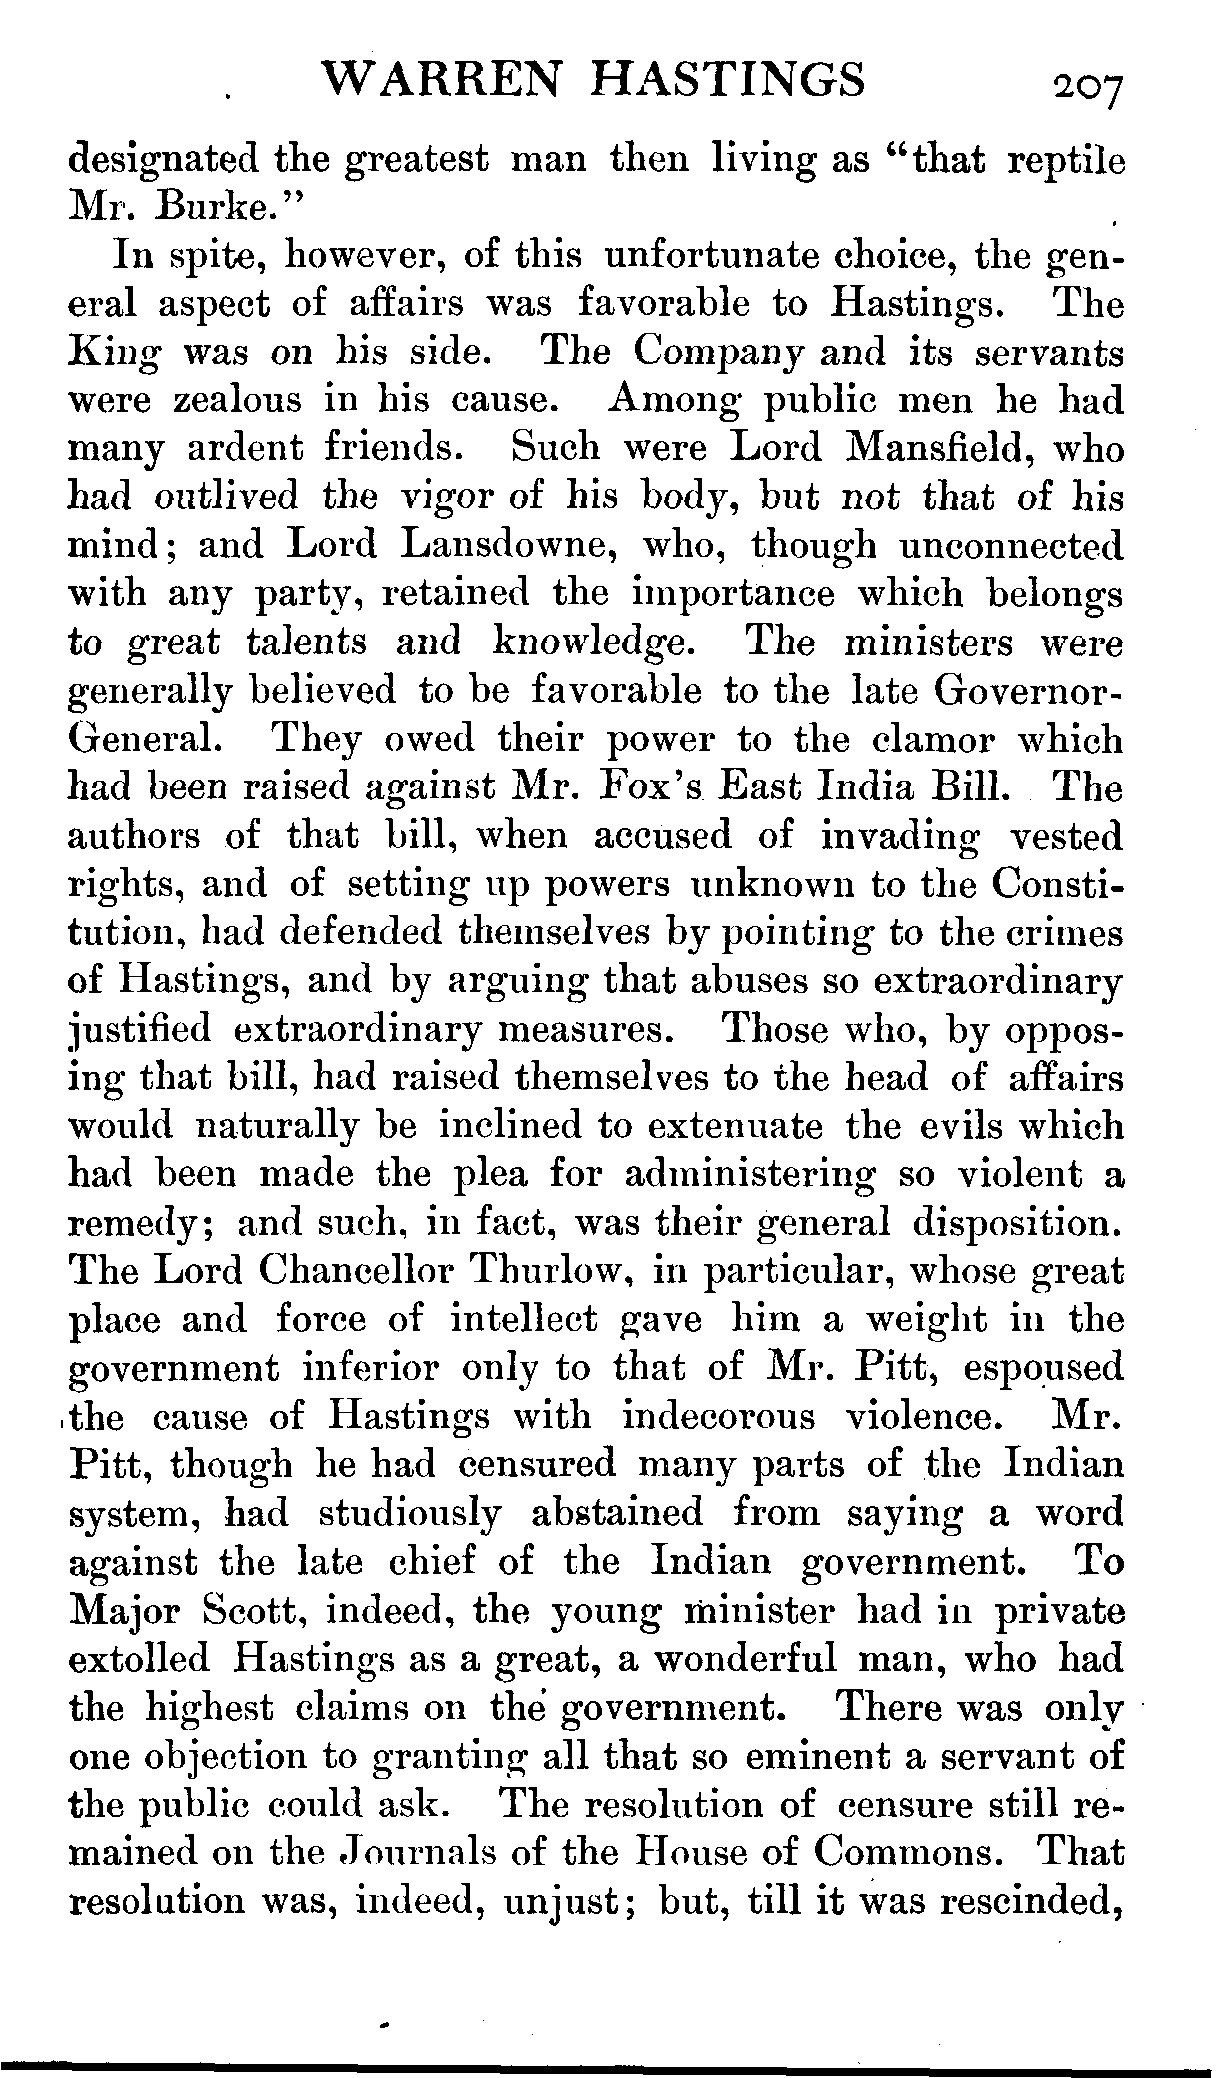 WARREN HASTINGS 207
designated the greatest man then living as "that reptile
Mr. Burke."
In spite, however, of this unfortunate choice, the gen-
eral aspect of affairs was favorable to Hastings. The
King was on his side. The Company and its servants
were zealous in his cause. Among public men he had
many ardent friends. Such were Lord Mansfield, who
had outlived the vigor of his body, but not that of his
mind; and Lord Lansdowne, who, though unconnected
with any party, retained the importance which belongs
to great talents and knowledge. The ministers were
generally believed to be favorable to the late Governor-
General. They owed their power to the clamor which
had been raised against Mr. Fox's East India Bill. The
authors of that bill, when accused of invading vested
rights, and of setting up powers unknown to the Consti-
tution, had defended themselves by pointing to the crimes
of Hastings, and by arguing that abuses so extraordinary
justified extraordinary measures. Those who, by oppos-
ing that bill, had raised themselves to the head of affairs
would naturally be inclined to extenuate the evils which
had been made the plea for administering so violent a
remedy; and such, in fact, was their general disposition.
The Lord Chancellor Thurlow, in particular, whose great
place and force of intellect gave him a weight in the
government inferior only to that of Mr. Pitt, espoused
the cause of Hastings with indecorous violence. Mr.
Pitt, though he had censured many parts of the Indian
system, had studiously abstained from saying a word
against the late chief of the Indian government. To
Major Scott, indeed, the young minister had in private
extolled Hastings as a great, a wonderful man, who had
the highest claims on the government. There was only
one objection to granting all that so eminent a servant of
the public could ask. The resolution of censure still re-
mained on the Journals of the House of Commons. That
resolution was, indeed, unjust; but, till it was rescinded,